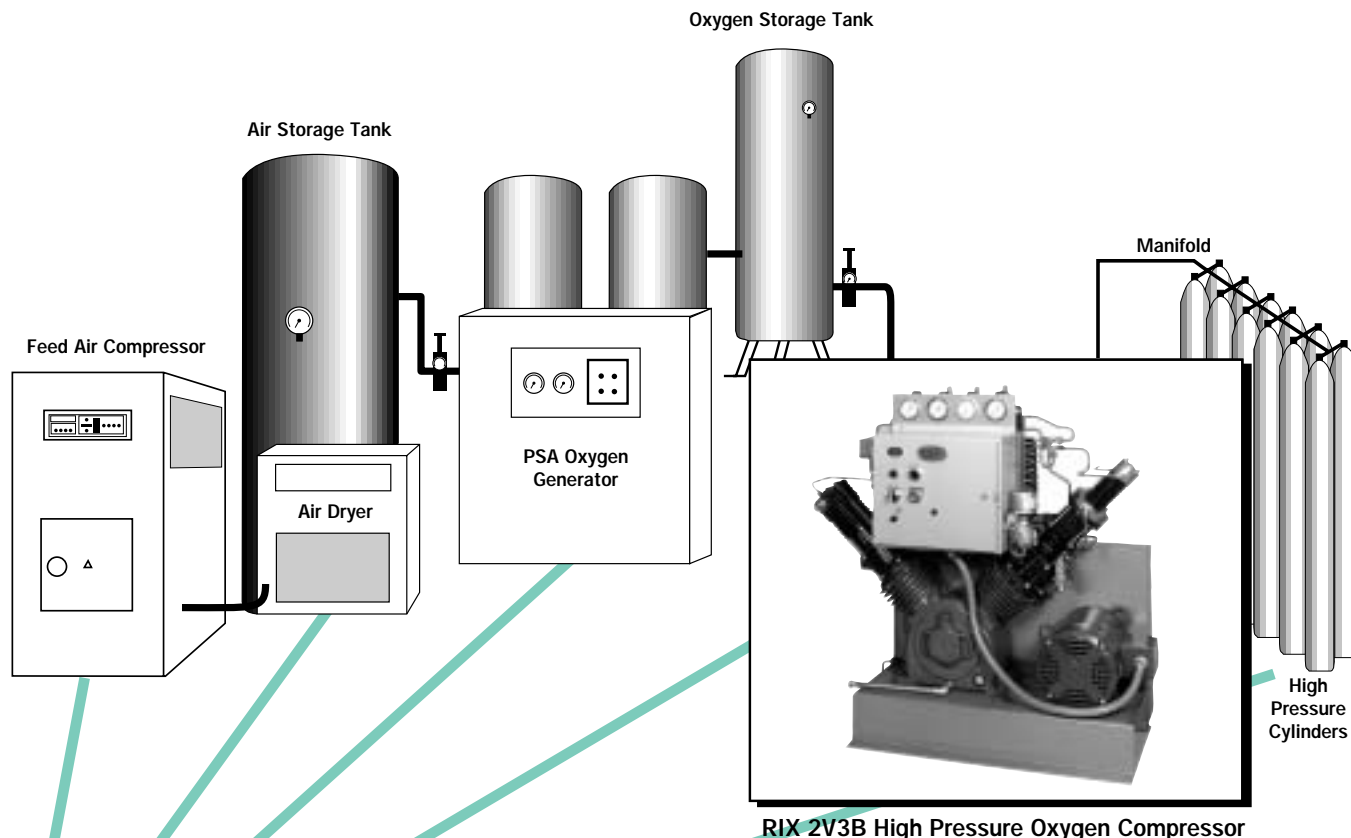 Oxygen Storage Tank
Air Storage Tank
Manifold
Feed Air Compressor
PSA Oxygen
Generator
Air Dryer
High
Pressure
Cylinders
RIX 2V3B High Pressure Oxygen Compressor